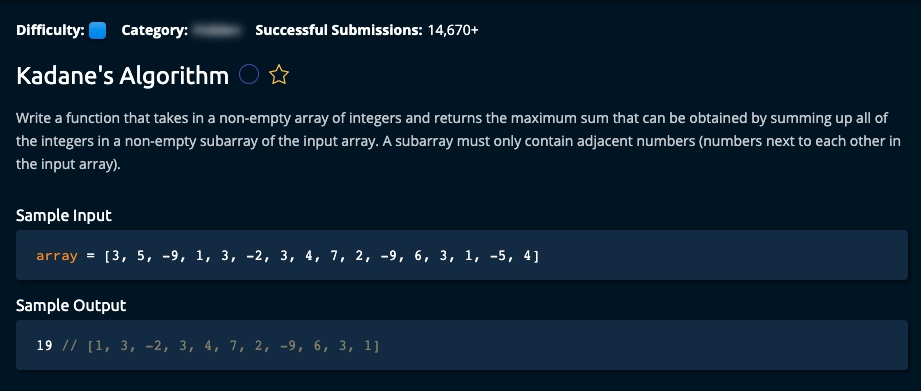 Difficulty: Category: Successful Submissions: 14,670+
Kadane's Algorithm
Write a function that takes in a non-empty array of integers and returns the maximum sum that can be obtained by summing up all of
the integers in a non-empty subarray of the input array. A subarray must only contain adjacent numbers (numbers next to each other in
the input array).
Sample Input
array = [3, 5, -9, 1, 3, -2, 3, 4, 7, 2, -9, 6, 3, 1, -5, 4]
Sample Output
19 // [1, 3, -2, 3, 4, 7, 2, -9, 6, 3, 1]